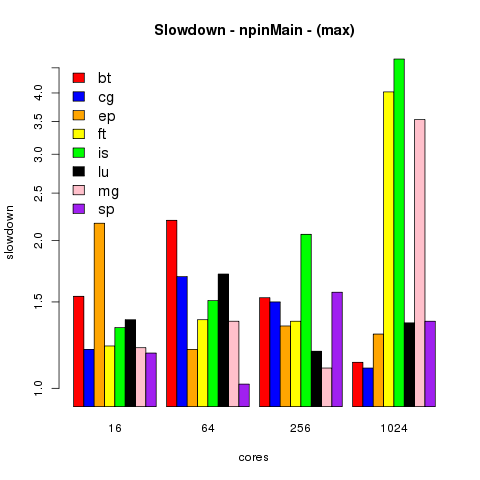 Slowdown - npinMain - (max)
bt
cg
ep
ft
is
lu
mg
sp
slowdown
4.0
3.5
3.0
2.5
2.0
1.5
1.0
16 64 256 1024
cores